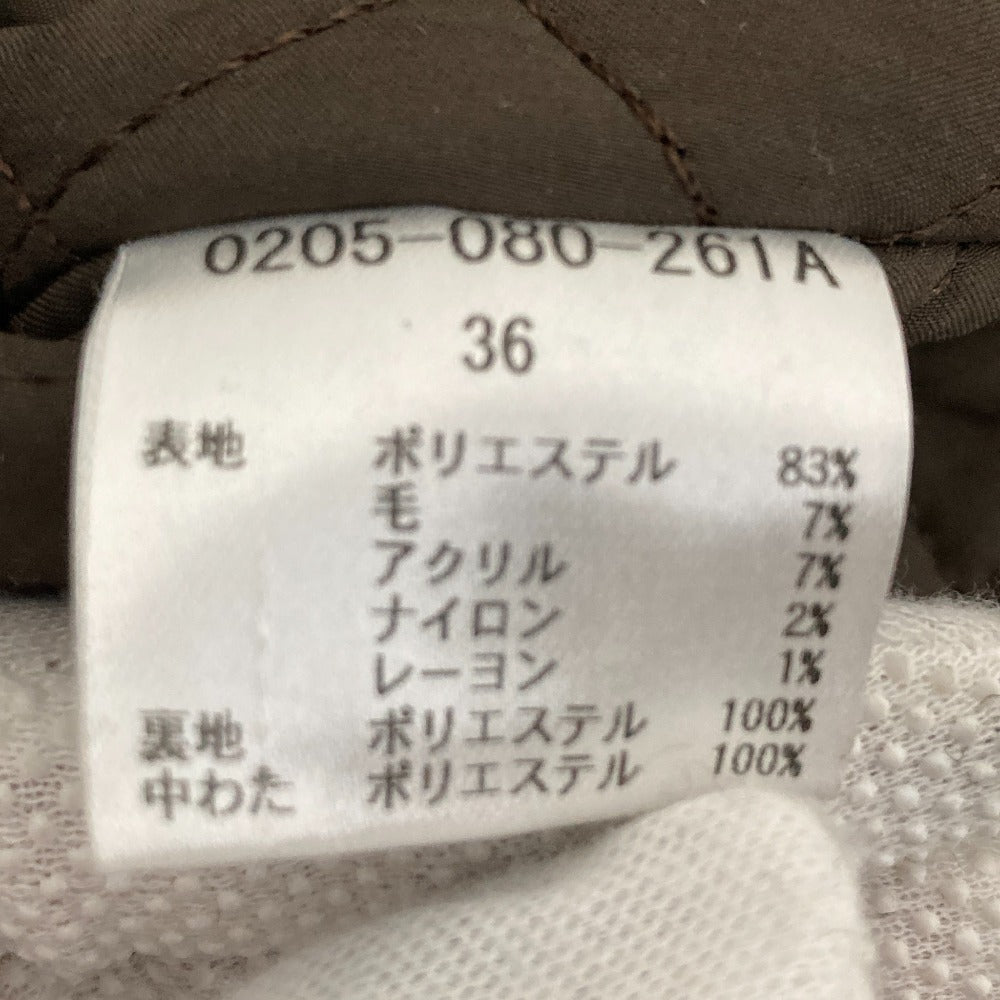 0205-080-261A
36
表地 ポリエステル 83%
毛 7%
アクリル 7%
ナイロン 2%
レーヨン 1%
裏地 ポリエステル 100%
中わた ポリエステル 100%